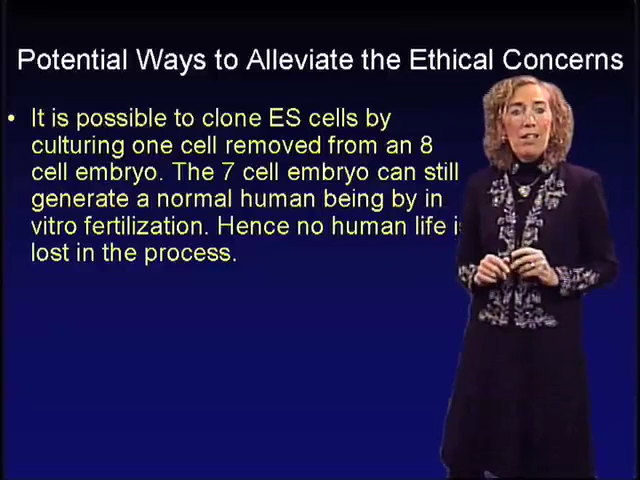 Potential Ways to Alleviate the Ethical Concerns
• It is possible to clone ES cells by
culturing one cell removed from an 8
cell embryo. The 7 cell embryo can still
generate a normal human being by in
vitro fertilization. Hence no human life
lost in the process.